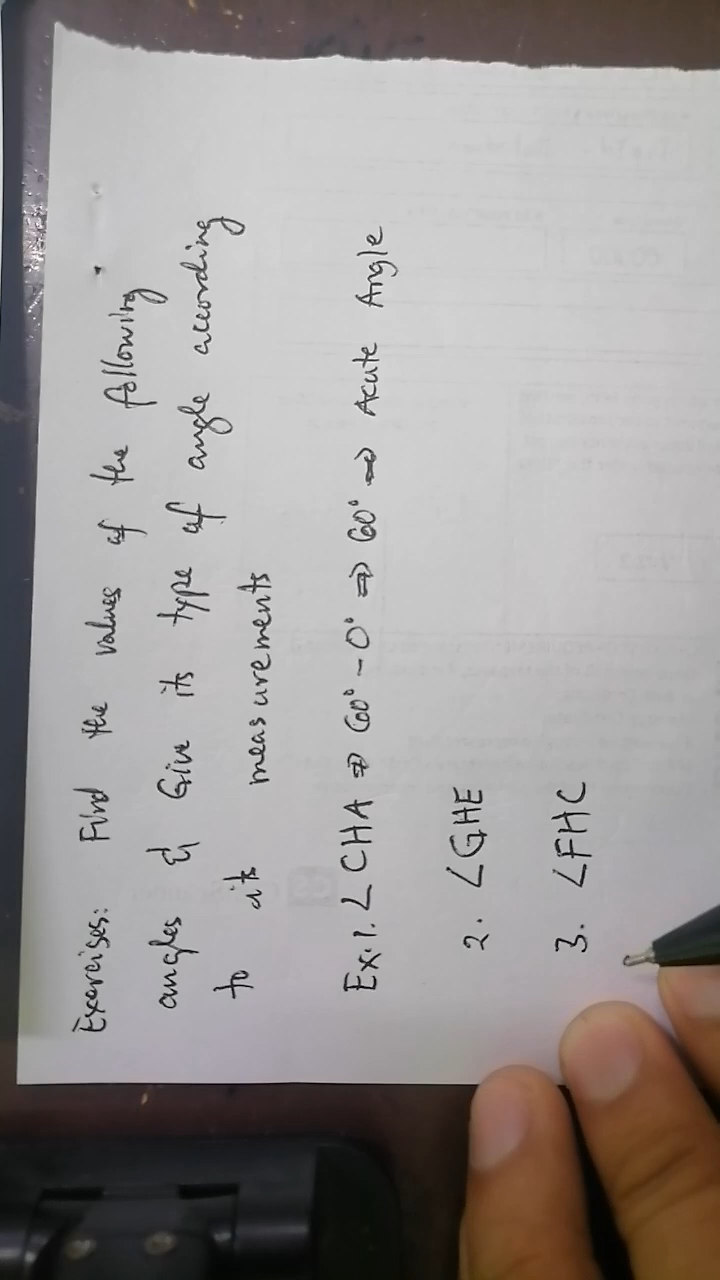 Exercises: Find the values of the following
angles & Give its type of angle according
to its measurements
Ex. 1. ∠CHA ⇒ 60° - 0° ⇒ 60° ⇒ Acute Angle
2. ∠GHE
3. ∠FHC